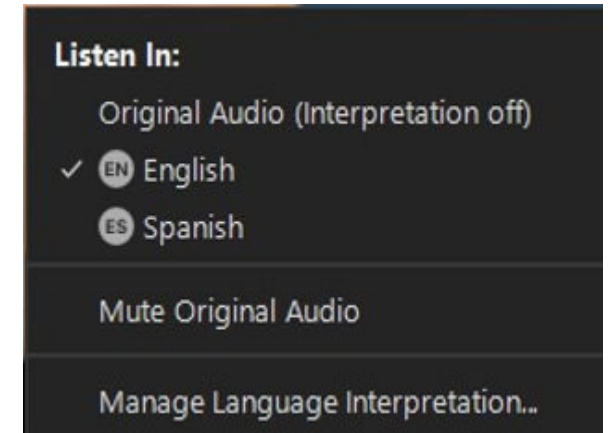 Listen In:
Original Audio (Interpretation off)
EN English
ES Spanish
Mute Original Audio
Manage Language Interpretation...